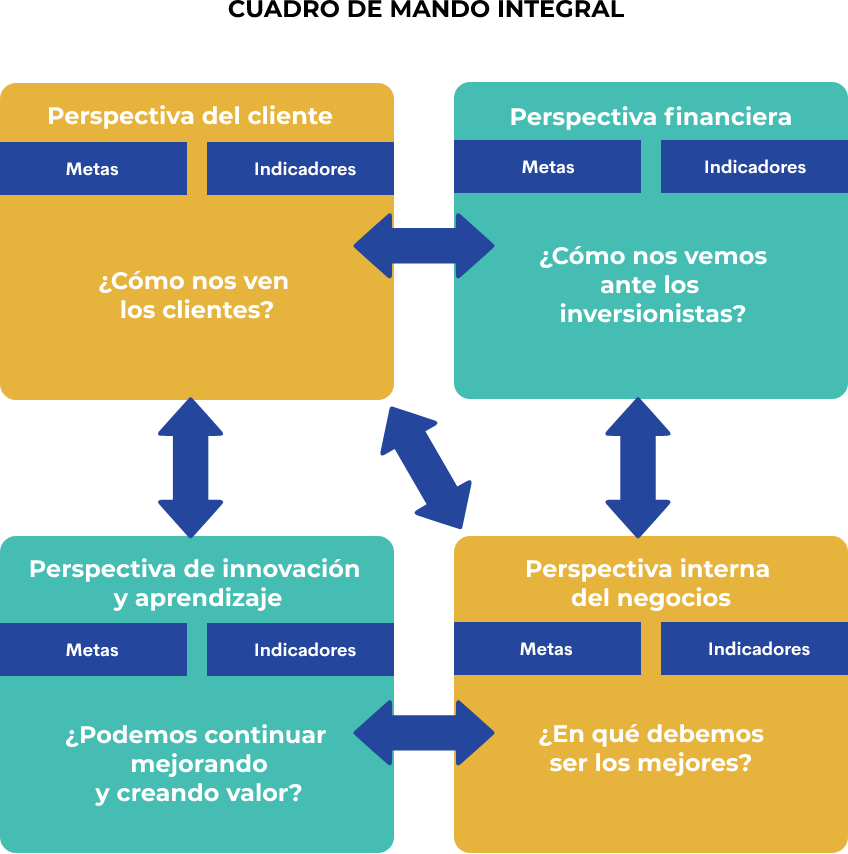 CUADRO DE MANDO INTEGRAL
Perspectiva del cliente
Metas
Indicadores
¿Cómo nos ven
los clientes?
Perspectiva financiera
Metas
Indicadores
¿Cómo nos vemos
ante los
inversionistas?
Perspectiva de innovación
y aprendizaje
Metas
Indicadores
¿Podemos continuar
mejorando
y creando valor?
Perspectiva interna
del negocios
Metas
Indicadores
¿En qué debemos
ser los mejores?